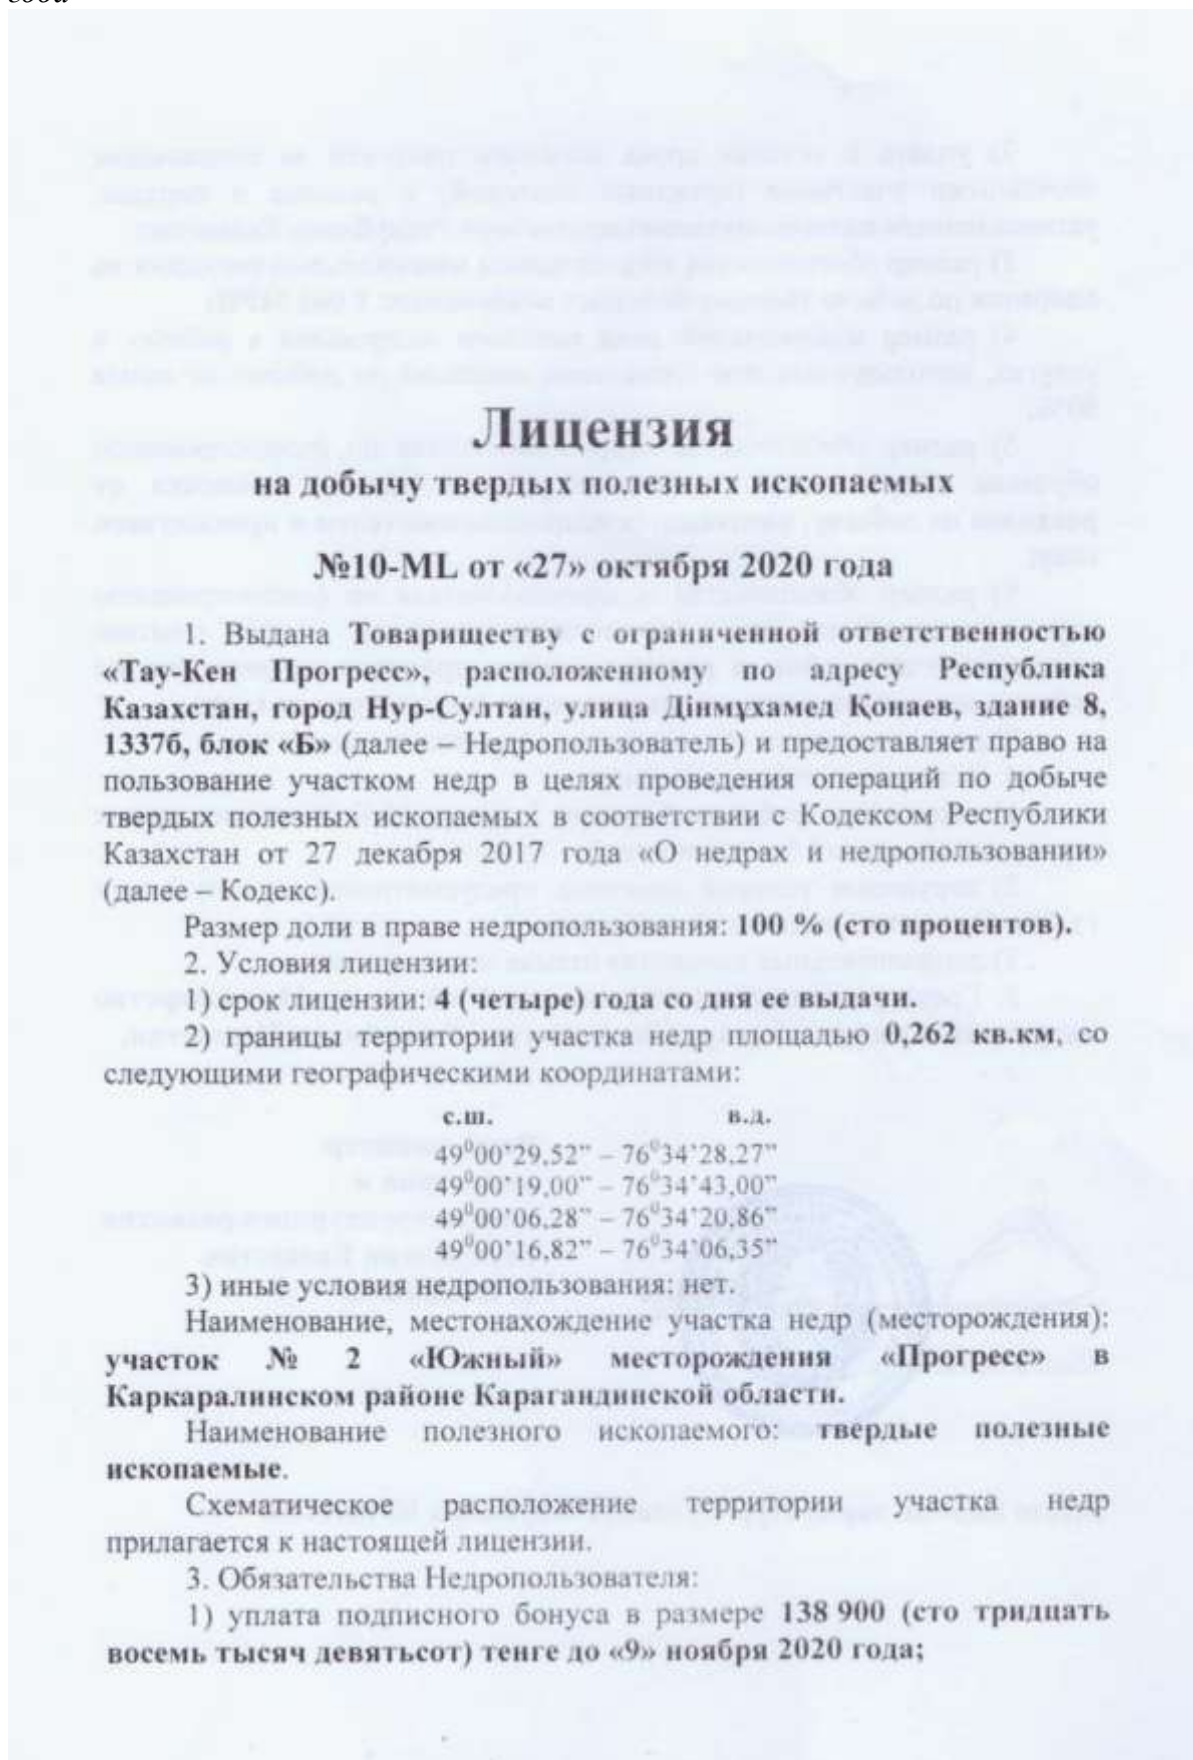 Лицензия
на добычу твердых полезных ископаемых
№10-ML от «27» октября 2020 года
1. Выдана Товариществу с ограниченной ответственностью
«Тау-Кен Прогресс», расположенному по адресу Республика
Казахстан, город Нур-Султан, улица Дінмұхамед Қонаев, здание 8,
1337б, блок «Б» (далее – Недропользователь) и предоставляет право на
пользование участком недр в целях проведения операций по добыче
твердых полезных ископаемых в соответствии с Кодексом Республики
Казахстан от 27 декабря 2017 года «О недрах и недропользовании»
(далее – Кодекс).
Размер доли в праве недропользования: 100 % (сто процентов).
2. Условия лицензии:
1) срок лицензии: 4 (четыре) года со дня ее выдачи.
2) границы территории участка недр площадью 0,262 кв.км, со
следующими географическими координатами:
с.ш. в.д.
49⁰00’29,52” – 76⁰34’28,27”
49⁰00’19,00” – 76⁰34’43,00”
49⁰00’06,28” – 76⁰34’20,86”
49⁰00’16,82” – 76⁰34’06,35”
3) иные условия недропользования: нет.
Наименование, местонахождение участка недр (месторождения):
участок № 2 «Южный» месторождения «Прогресс» в
Каркаралинском районе Карагандинской области.
Наименование полезного ископаемого: твердые полезные
ископаемые.
Схематическое расположение территории участка недр
прилагается к настоящей лицензии.
3. Обязательства Недропользователя:
1) уплата подписного бонуса в размере 138 900 (сто тридцать
восемь тысяч девятьсот) тенге до «9» ноября 2020 года;